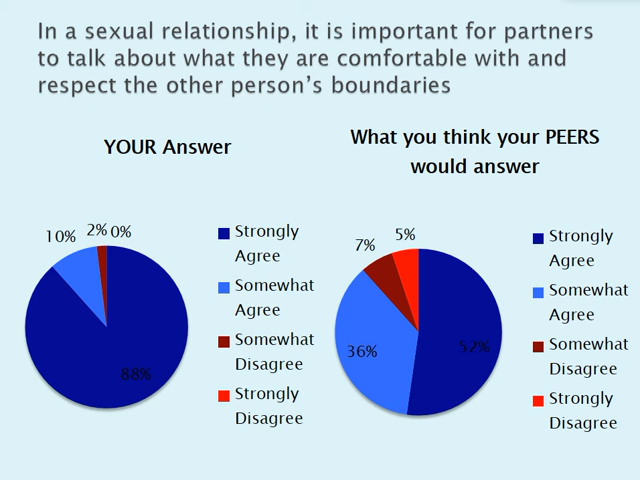 In a sexual relationship, it is important for partners
to talk about what they are comfortable with and
respect the other person’s boundaries
YOUR Answer
10%
2% 0%
88%
Strongly
Agree
Somewhat
Agree
Somewhat
Disagree
Strongly
Disagree
What you think your PEERS
would answer
5%
7%
36%
52%
Strongly
Agree
Somewhat
Agree
Somewhat
Disagree
Strongly
Disagree